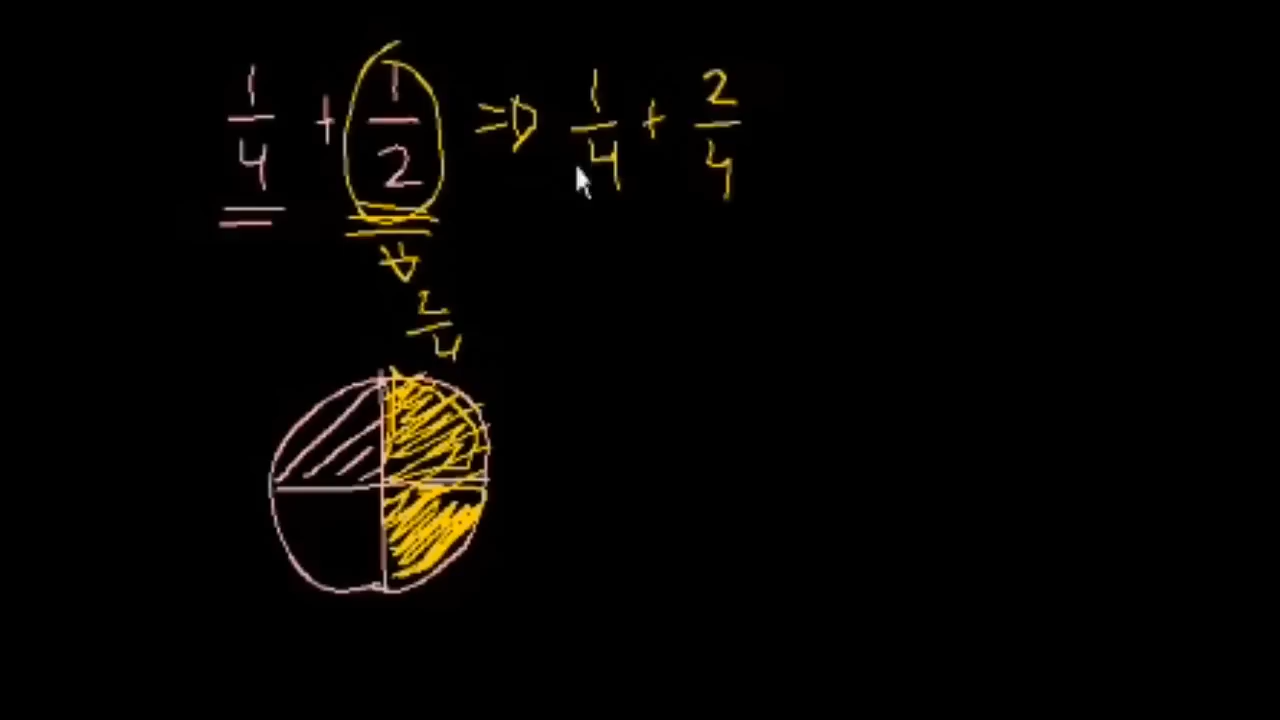 1/4 + 1/2 ⇒ 1/4 + 2/4
2/4